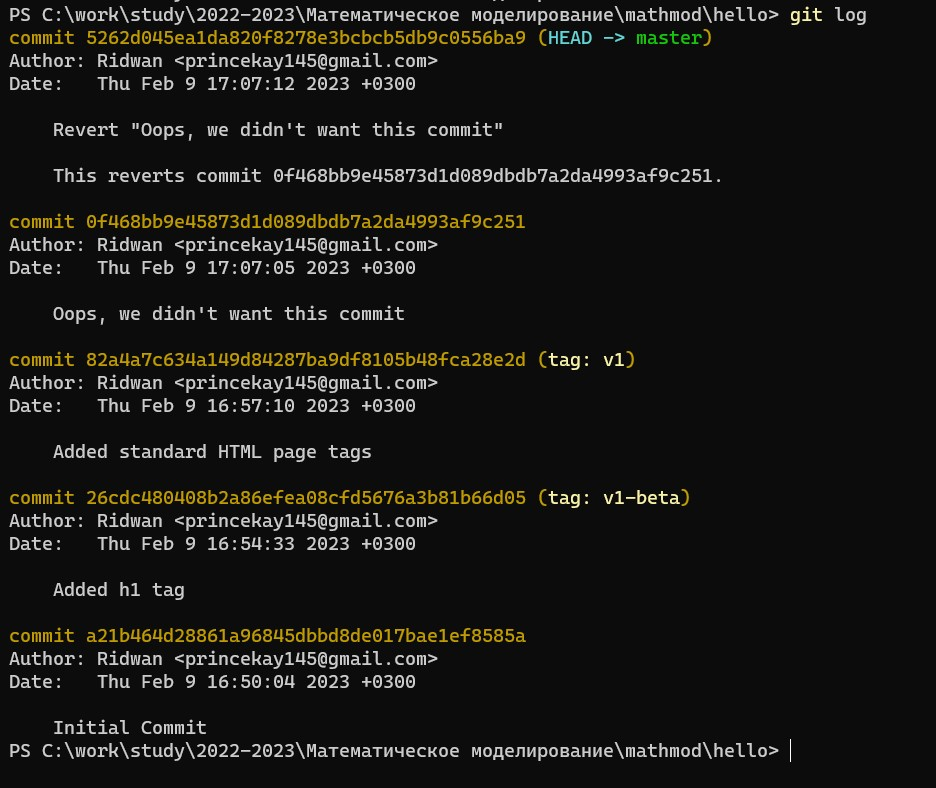 PS C:\work\study\2022-2023\Математическое моделирование\mathmod\hello> git log
commit 5262d045ea1da820f8278e3bcbcb5db9c0556ba9 (HEAD -> master)
Author: Ridwan <princekay145@gmail.com>
Date:   Thu Feb 9 17:07:12 2023 +0300
    Revert "Oops, we didn't want this commit"
    This reverts commit 0f468bb9e45873d1d089dbdb7a2da4993af9c251.
commit 0f468bb9e45873d1d089dbdb7a2da4993af9c251
Author: Ridwan <princekay145@gmail.com>
Date:   Thu Feb 9 17:07:05 2023 +0300
    Oops, we didn't want this commit
commit 82a4a7c634a149d84287ba9df8105b48fca28e2d (tag: v1)
Author: Ridwan <princekay145@gmail.com>
Date:   Thu Feb 9 16:57:10 2023 +0300
    Added standard HTML page tags
commit 26cdc480408b2a86efea08cfd5676a3b81b66d05 (tag: v1-beta)
Author: Ridwan <princekay145@gmail.com>
Date:   Thu Feb 9 16:54:33 2023 +0300
    Added h1 tag
commit a21b464d28861a96845dbbd8de017bae1ef8585a
Author: Ridwan <princekay145@gmail.com>
Date:   Thu Feb 9 16:50:04 2023 +0300
    Initial Commit
PS C:\work\study\2022-2023\Математическое моделирование\mathmod\hello>